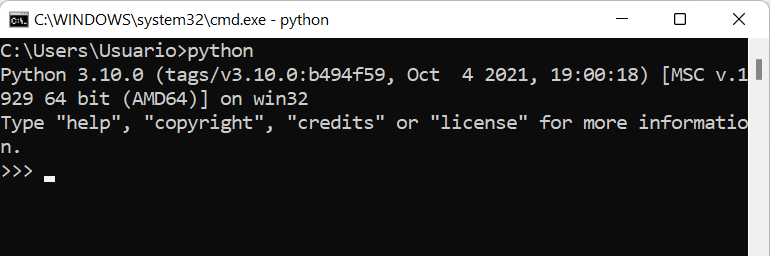 C:\WINDOWS\system32\cmd.exe - python
C:\Users\Usuario>python
Python 3.10.0 (tags/v3.10.0:b494f59, Oct  4 2021, 19:00:18) [MSC v.1
929 64 bit (AMD64)] on win32
Type "help", "copyright", "credits" or "license" for more informatio
n.
>>>